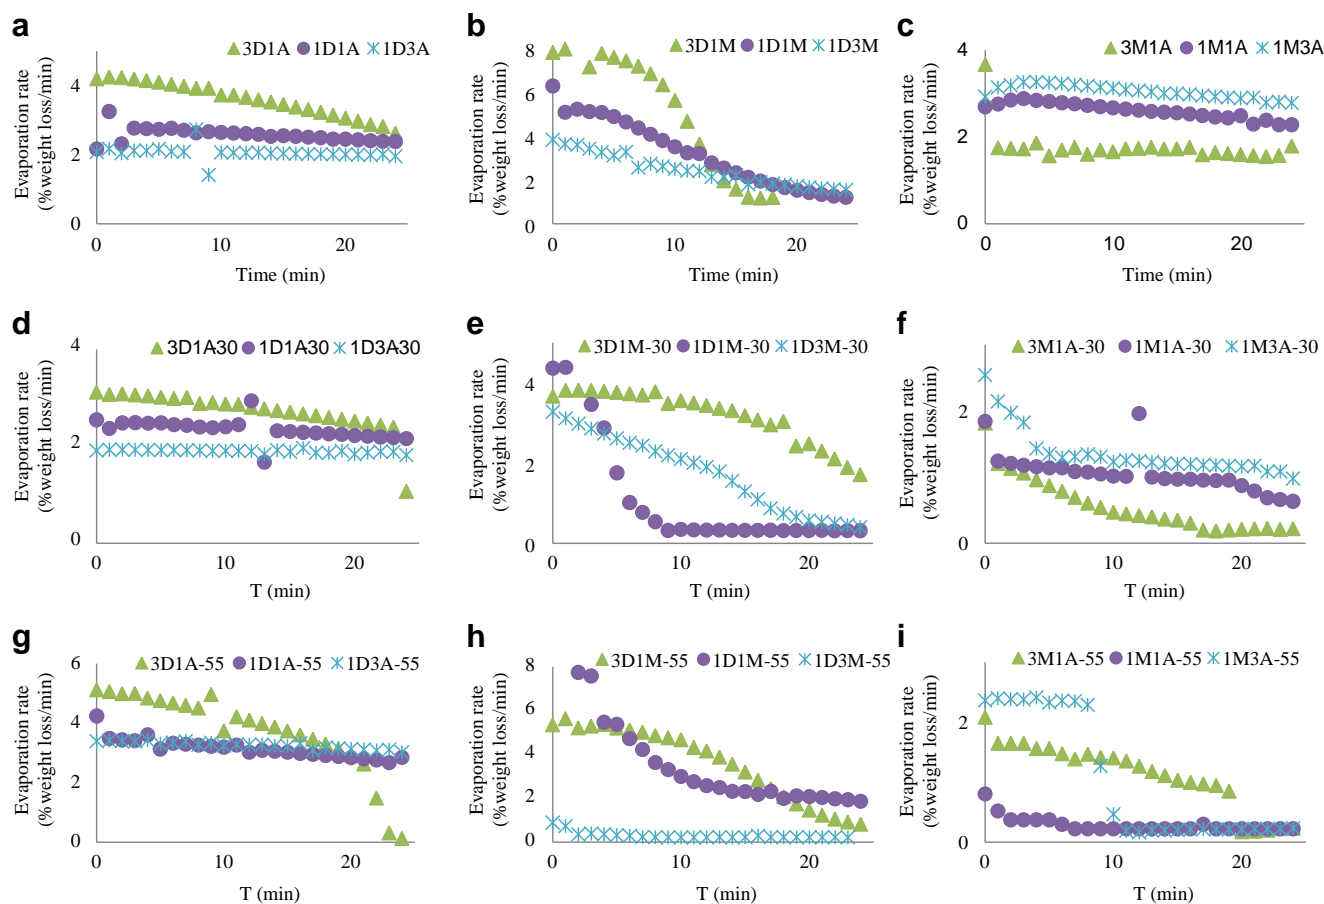 a
3D1A 1D1A 1D3A
Evaporation rate
(%weight loss/min)
4
2
0
0 10 20
Time (min)
b
3D1M 1D1M 1D3M
Evaporation rate
(%weight loss/min)
8
6
4
2
0
0 10 20
Time (min)
c
3M1A 1M1A 1M3A
Evaporation rate
(%weight loss/min)
4
2
0
0 10 20
Time (min)
d
3D1A-30 1D1A-30 1D3A-30
Evaporation rate
(%weight loss/min)
4
2
0
0 10 20
T (min)
e
3D1M-30 1D1M-30 1D3M-30
Evaporation rate
(%weight loss/min)
4
2
0
0 10 20
T (min)
f
3M1A-30 1M1A-30 1M3A-30
Evaporation rate
(%weight loss/min)
2
0
0 10 20
T (min)
g
3D1A-55 1D1A-55 1D3A-55
Evaporation rate
(%weight loss/min)
6
4
2
0
0 10 20
T (min)
h
3D1M-55 1D1M-55 1D3M-55
Evaporation rate
(%weight loss/min)
8
6
4
2
0
0 10 20
T (min)
i
3M1A-55 1M1A-55 1M3A-55
Evaporation rate
(%weight loss/min)
2
0
0 10 20
T (min)